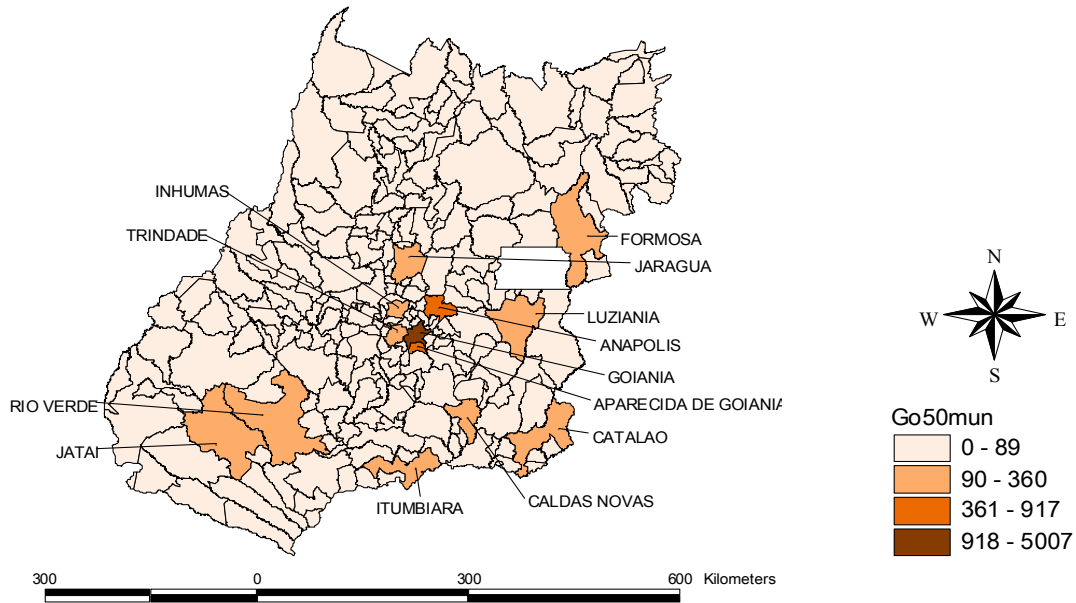 INHUMAS
TRINDADE
FORMOSA
JARAGUA
N
W
E
S
LUZIANIA
ANAPOLIS
GOIANIA
APARECIDA DE GOIANIA
RIO VERDE
JATAI
CATALAO
CALDAS NOVAS
ITUMBIARA
Go50mun
0 - 89
90 - 360
361 - 917
918 - 5007
300 0 300 600 Kilometers